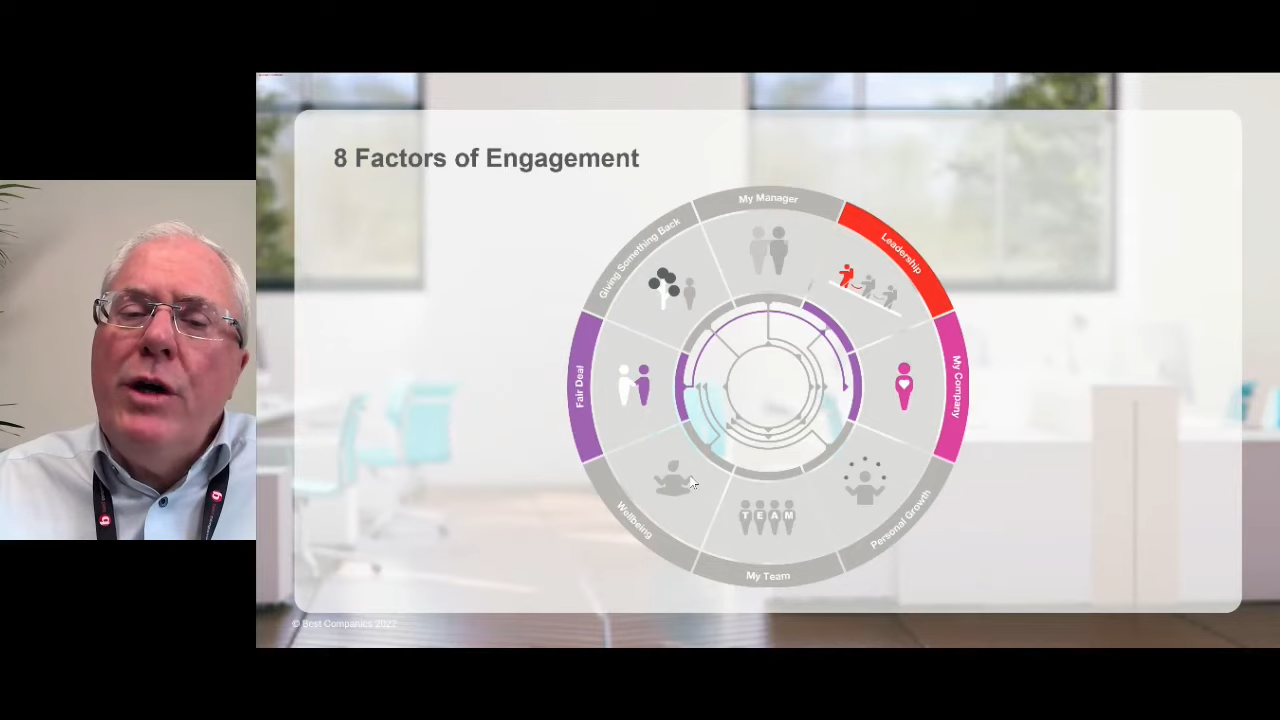 8 Factors of Engagement
My Manager
Leadership
My Company
Personal Growth
My Team
Wellbeing
Fair Deal
Giving Something Back
TEAM
© Best Companies 2022